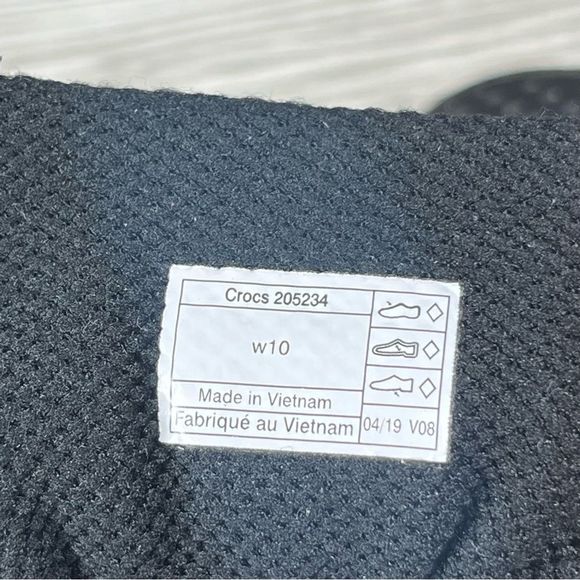 Crocs 205234
w10
Made in Vietnam
Fabriqué au Vietnam
04/19 V08